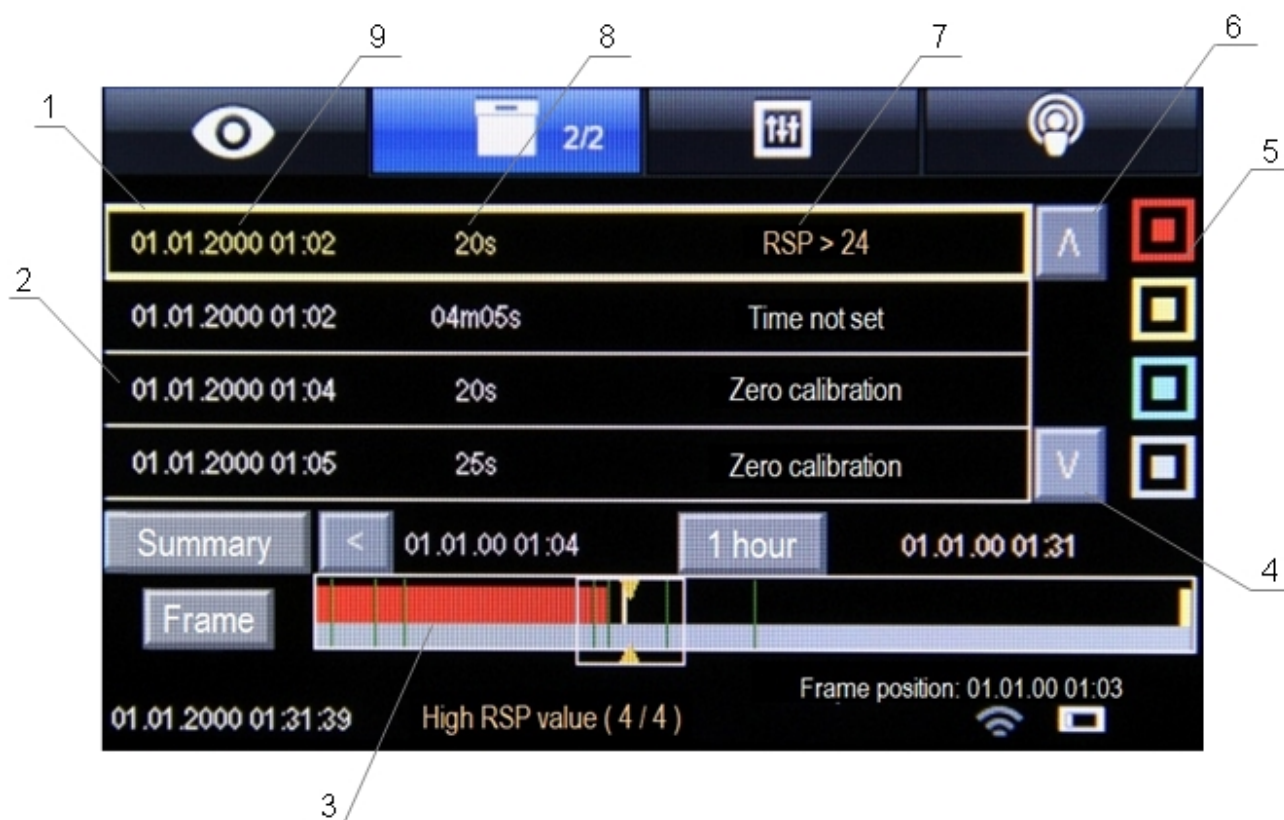 9 8 7 6
1
2/2
5
01.01.2000 01:02 20s RSP > 24 Λ
2
01.01.2000 01:02 04m05s Time not set
01.01.2000 01:04 20s Zero calibration
01.01.2000 01:05 25s Zero calibration V
Summary < 01.01.00 01:04 1 hour 01.01.00 01:31
4
Frame
Frame position: 01.01.00 01:03
01.01.2000 01:31:39 High RSP value ( 4 / 4 )
3